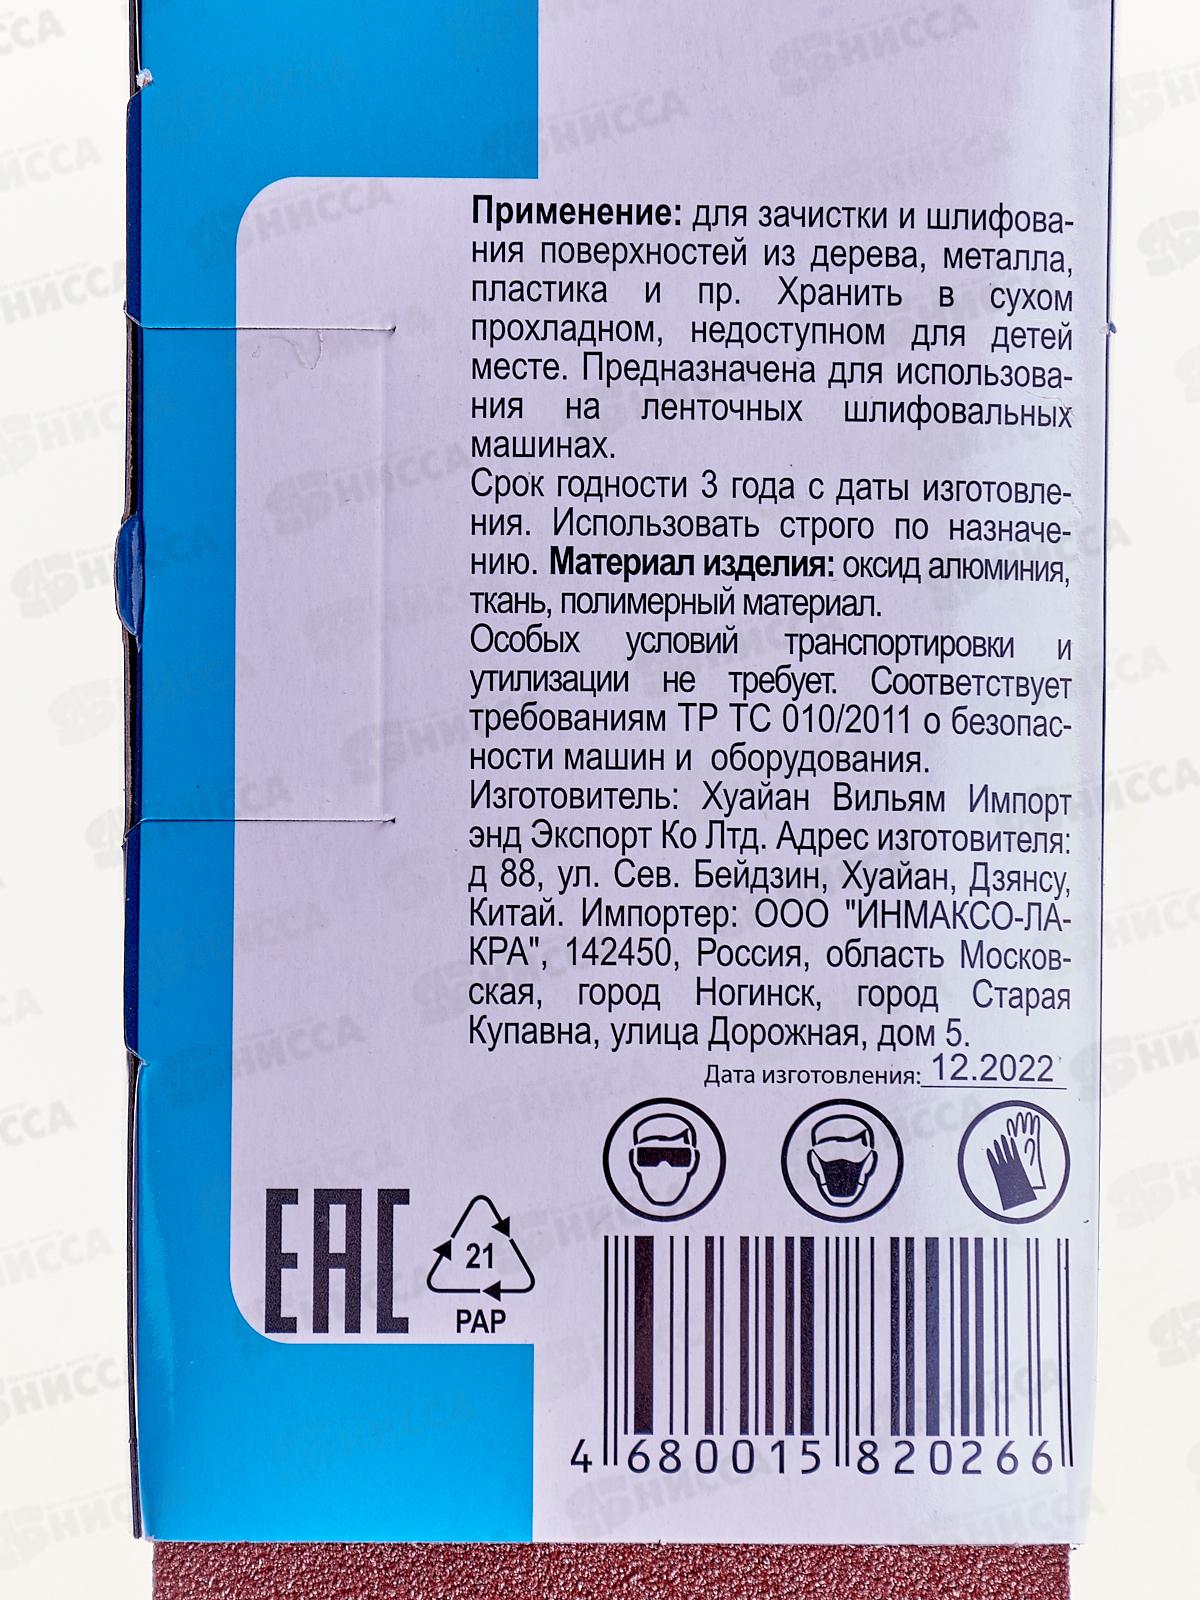 Применение: для зачистки и шлифова-
ния поверхностей из дерева, металла,
пластика и пр. Хранить в сухом
прохладном, недоступном для детей
месте. Предназначена для использова-
ния на ленточных шлифовальных
машинах.
Срок годности 3 года с даты изготовле-
ния. Использовать строго по назначе-
нию. Материал изделия: оксид алюминия,
ткань, полимерный материал.
Особых условий транспортировки и
утилизации не требует. Соответствует
требованиям ТР ТС 010/2011 о безопас-
ности машин и оборудования.
Изготовитель: Хуайан Вильям Импорт
энд Экспорт Ко Лтд. Адрес изготовителя:
д 88, ул. Сев. Бейдзин, Хуайан, Дзянсу,
Китай. Импортер: ООО "ИНМАКСО-ЛА-
КРА", 142450, Россия, область Москов-
ская, город Ногинск, город Старая
Купавна, улица Дорожная, дом 5.
Дата изготовления: 12.2022
ЕАС
21
PAP
4 680015 820266
НИССА